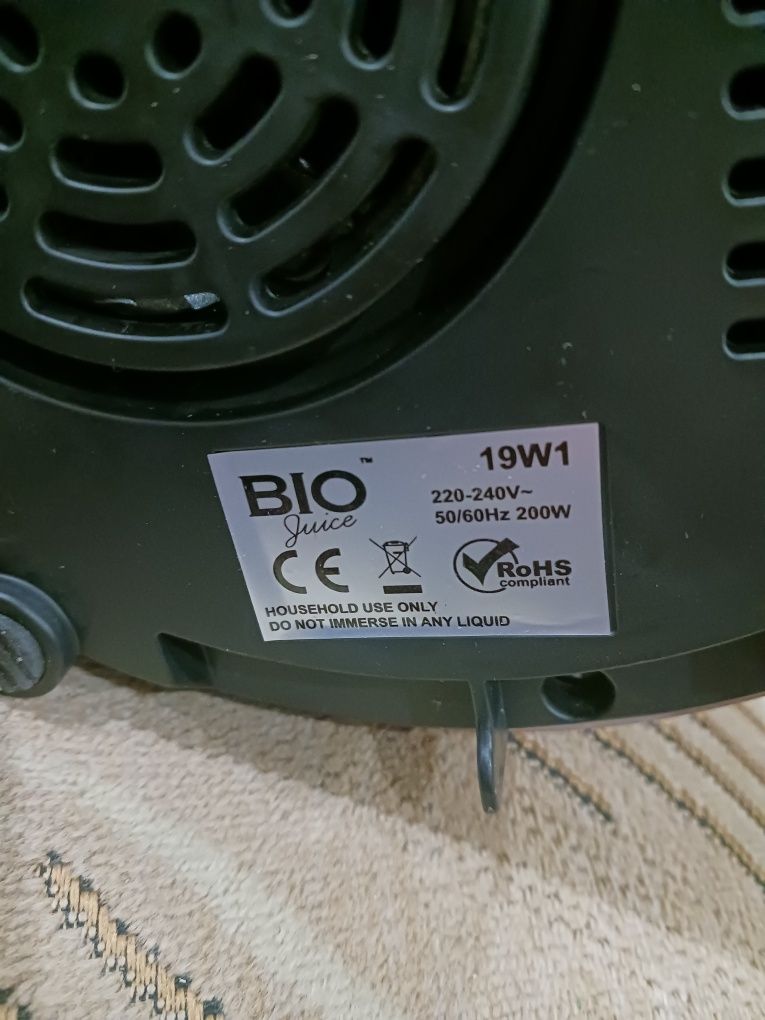 BIO™
Juice
19W1
220-240V~
50/60Hz 200W
CE
RoHS
compliant
HOUSEHOLD USE ONLY
DO NOT IMMERSE IN ANY LIQUID